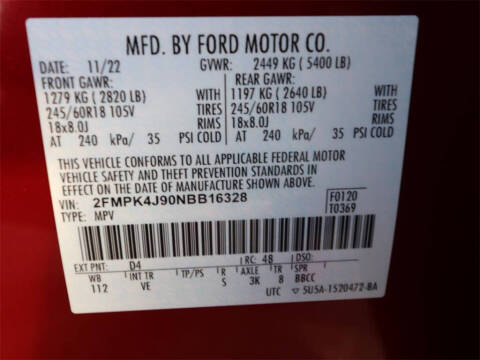 MFD. BY FORD MOTOR CO.
DATE: 11/22 GVWR: 2449 KG ( 5400 LB)
FRONT GAWR: REAR GAWR:
1279 KG ( 2820 LB) WITH 1197 KG ( 2640 LB) WITH
245/60R18 105V TIRES 245/60R18 105V TIRES
18x8.0J RIMS 18x8.0J RIMS
AT 240 kPa/ 35 PSI COLD AT 240 kPa/ 35 PSI COLD
THIS VEHICLE CONFORMS TO ALL APPLICABLE FEDERAL MOTOR
VEHICLE SAFETY AND THEFT PREVENTION STANDARDS IN EFFECT
ON THE DATE OF MANUFACTURE SHOWN ABOVE.
VIN: 2FMPK4J90NBB16328 F0120
TYPE: MPV T0369
EXT PNT: D4 RC: 48 DSO:
WB INT TR TP/PS R AXLE TR SPR
112 VE S 3K 8 BBCC
UTC 5U5A-1520472-BA